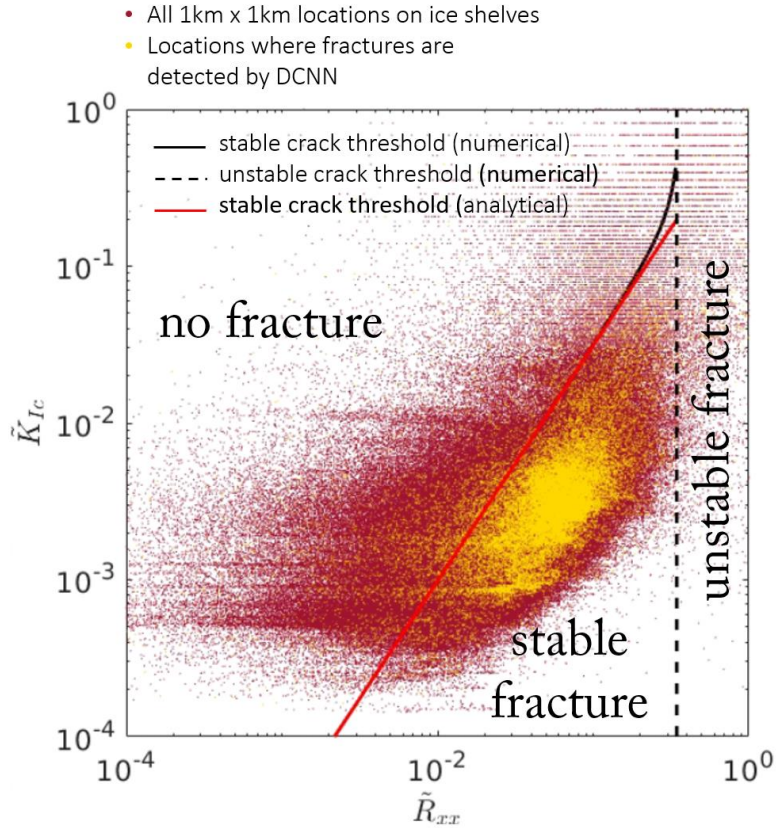 • All 1km x 1km locations on ice shelves
• Locations where fractures are
detected by DCNN
10⁰
stable crack threshold (numerical)
unstable crack threshold (numerical)
stable crack threshold (analytical)
10⁻¹
no fracture
10⁻²
K̃_Ic
unstable fracture
10⁻³
stable
fracture
10⁻⁴
10⁻⁴ 10⁻² 10⁰
R̃_xx